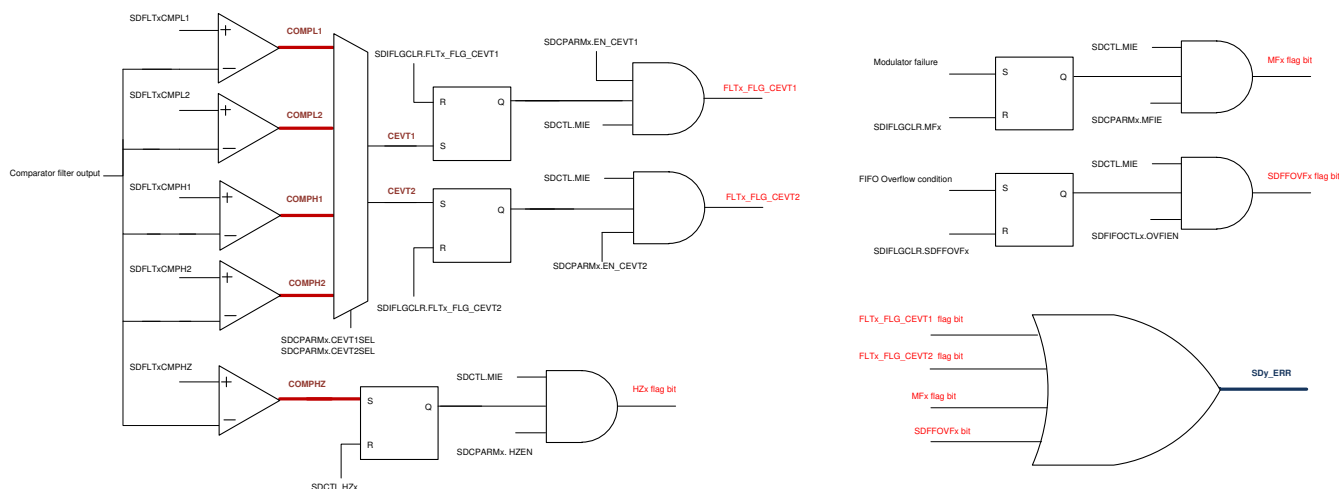 SDFLTxCMPL1
COMPL1
SDFLTxCMPL2
COMPL2
Comparator filter output
SDFLTxCMPH1
COMPH1
SDFLTxCMPH2
COMPH2
SDCPARMx.CEVT1SEL
SDCPARMx.CEVT2SEL
SDFLTxCMPHZ
COMPHZ
SDIFLGCLR.FLTx_FLG_CEVT1
R
Q
S
CEVT1
SDCPARMx.EN_CEVT1
SDCTL.MIE
FLTx_FLG_CEVT1
CEVT2
S
Q
R
SDIFLGCLR.FLTx_FLG_CEVT2
SDCTL.MIE
SDCPARMx.EN_CEVT2
FLTx_FLG_CEVT2
S
Q
R
SDCTL.HZx
SDCTL.MIE
SDCPARMx. HZEN
HZx flag bit
Modulator failure
S
Q
R
SDIFLGCLR.MFx
SDCTL.MIE
SDCPARMx.MFIE
MFx flag bit
FIFO Overflow condition
S
Q
R
SDIFLGCLR.SDFFOVFx
SDCTL.MIE
SDFIFOCTLx.OVFIEN
SDFFOVFx flag bit
FLTx_FLG_CEVT1 flag bit
FLTx_FLG_CEVT2 flag bit
MFx flag bit
SDFFOVFx bit
SDy_ERR